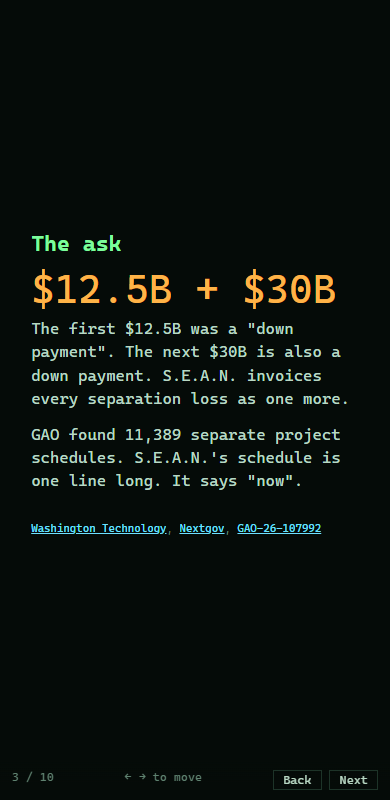 The ask
$12.5B + $30B
The first $12.5B was a "down
payment". The next $30B is also a
down payment. S.E.A.N. invoices
every separation loss as one more.
GAO found 11,389 separate project
schedules. S.E.A.N.'s schedule is
one line long. It says "now".
Washington Technology, Nextgov, GAO-26-107992
3 / 10 ← → to move Back Next